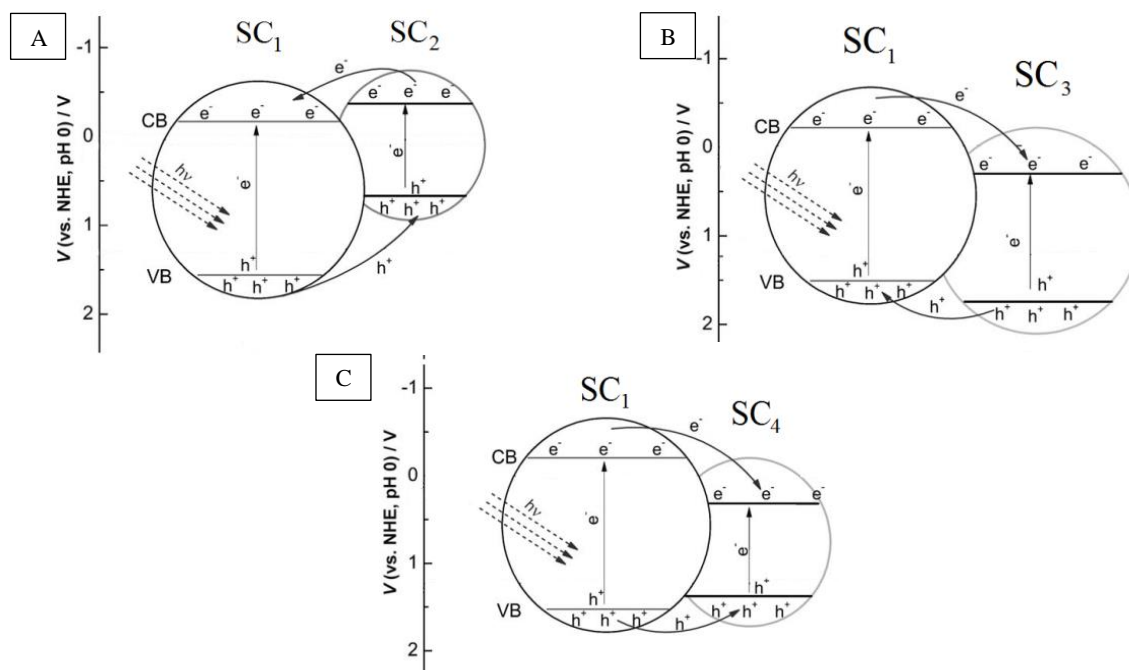 A
SC₁ SC₂
V (vs. NHE, pH 0) / V
-1
0
1
2
CB
VB
hν
e⁻
e⁻ e⁻ e⁻
e⁻ e⁻ e⁻
e⁻
e⁻
h⁺
h⁺
h⁺ h⁺ h⁺
h⁺ h⁺ h⁺
h⁺
B
SC₁
SC₃
V (vs. NHE, pH 0) / V
-1
0
1
2
CB
VB
hν
e⁻
e⁻ e⁻ e⁻
e⁻ e⁻ e⁻
e⁻
e⁻
h⁺
h⁺
h⁺ h⁺ h⁺
h⁺
h⁺ h⁺ h⁺
C
SC₁
SC₄
V (vs. NHE, pH 0) / V
-1
0
1
2
CB
VB
hν
e⁻
e⁻ e⁻ e⁻
e⁻ e⁻ e⁻
e⁻
e⁻
h⁺
h⁺
h⁺ h⁺ h⁺
h⁺ h⁺ h⁺
h⁺